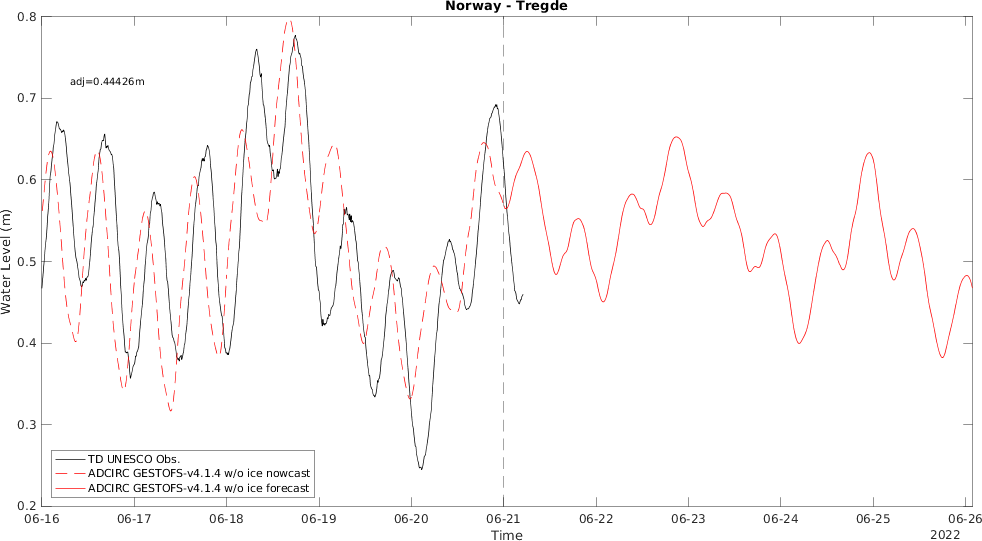 Norway - Tregde
adj=0.44426m
Water Level (m)
0.8
0.7
0.6
0.5
0.4
0.3
0.2
TD UNESCO Obs.
ADCIRC GESTOFS-v4.1.4 w/o ice nowcast
ADCIRC GESTOFS-v4.1.4 w/o ice forecast
06-16 06-17 06-18 06-19 06-20 06-21 06-22 06-23 06-24 06-25 06-26
Time
2022